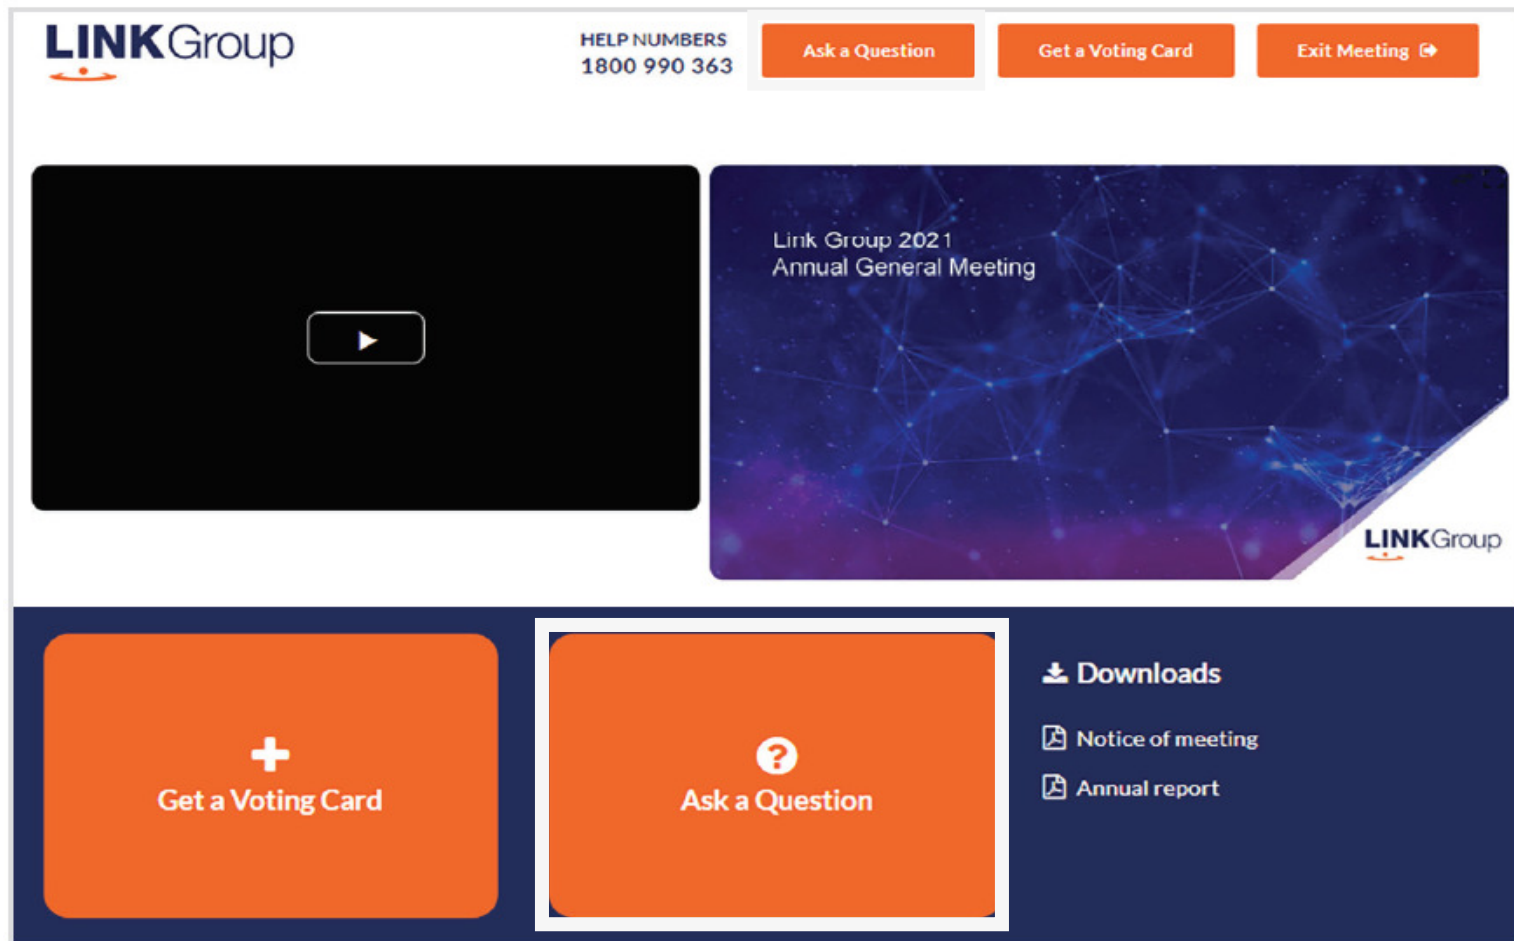 LINKGroup
HELP NUMBERS
1800 990 363
Ask a Question
Get a Voting Card
Exit Meeting
Link Group 2021
Annual General Meeting
LINKGroup
Get a Voting Card
Ask a Question
Downloads
Notice of meeting
Annual report